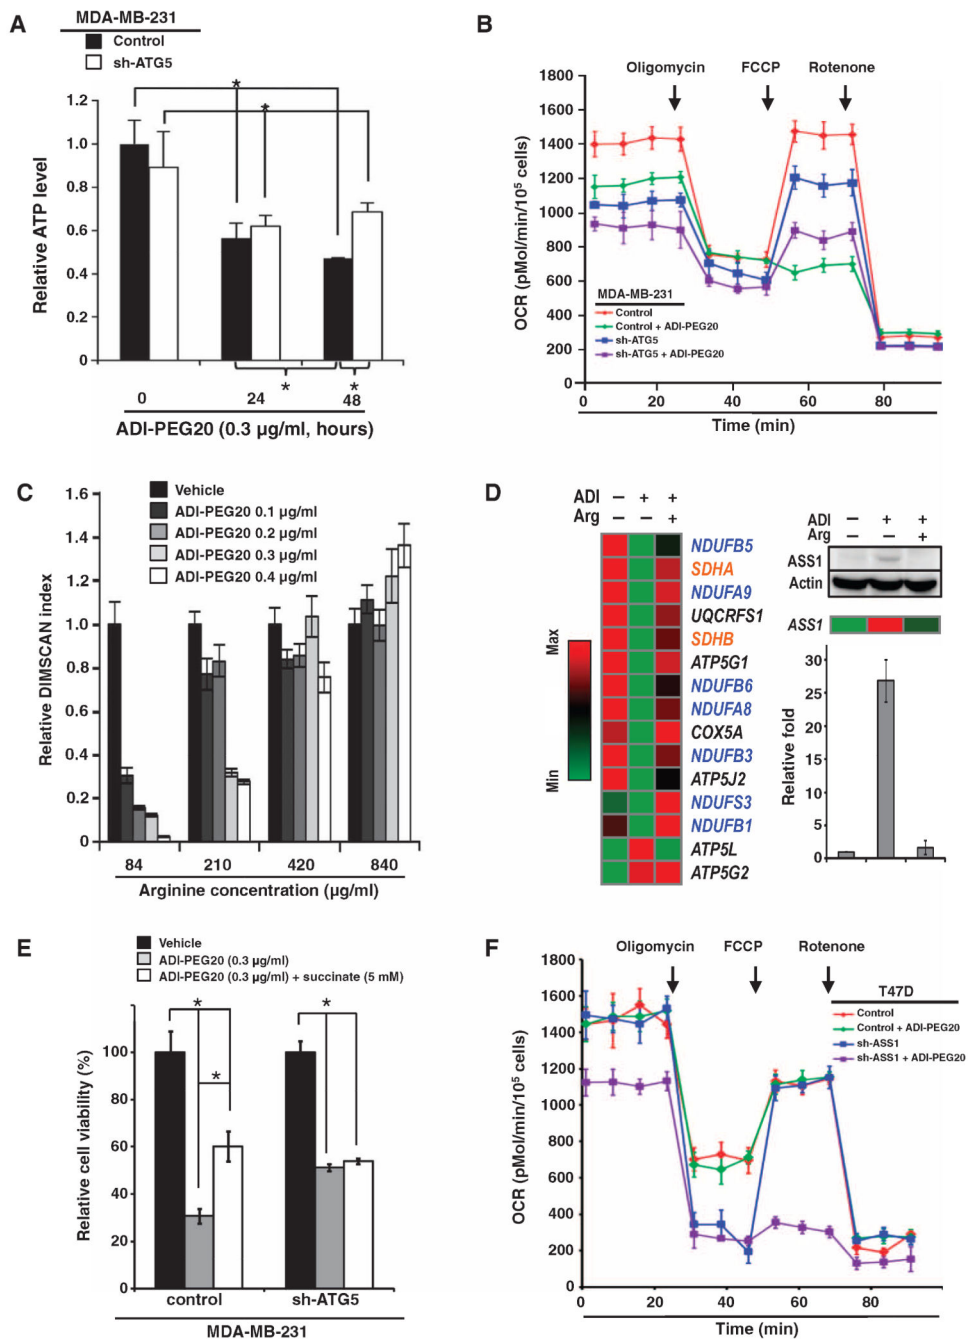 A
MDA-MB-231
Control
sh-ATG5
Relative ATP level
1.2
1.0
0.8
0.6
0.4
0.2
0
*
*
*
*
0
24
48
ADI-PEG20 (0.3 µg/ml, hours)
B
Oligomycin
FCCP
Rotenone
OCR (pMol/min/10⁵ cells)
1800
1600
1400
1200
1000
800
600
400
200
0
MDA-MB-231
Control
Control + ADI-PEG20
sh-ATG5
sh-ATG5 + ADI-PEG20
0
20
40
60
80
Time (min)
C
Vehicle
ADI-PEG20 0.1 µg/ml
ADI-PEG20 0.2 µg/ml
ADI-PEG20 0.3 µg/ml
ADI-PEG20 0.4 µg/ml
Relative DIMSCAN index
1.6
1.4
1.2
1.0
0.8
0.6
0.4
0.2
0
84
210
420
840
Arginine concentration (µg/ml)
D
ADI – + +
Arg – – +
Max
Min
NDUFB5
SDHA
NDUFA9
UQCRFS1
SDHB
ATP5G1
NDUFB6
NDUFA8
COX5A
NDUFB3
ATP5J2
NDUFS3
NDUFB1
ATP5L
ATP5G2
ADI – + +
Arg – – +
ASS1
Actin
ASS1
Relative fold
30
25
20
15
10
5
0
E
Vehicle
ADI-PEG20 (0.3 µg/ml)
ADI-PEG20 (0.3 µg/ml) + succinate (5 mM)
Relative cell viability (%)
100
80
60
40
20
0
*
*
*
control
sh-ATG5
MDA-MB-231
F
Oligomycin
FCCP
Rotenone
T47D
Control
Control + ADI-PEG20
sh-ASS1
sh-ASS1 + ADI-PEG20
OCR (pMol/min/10⁵ cells)
1800
1600
1400
1200
1000
800
600
400
200
0
0
20
40
60
80
Time (min)